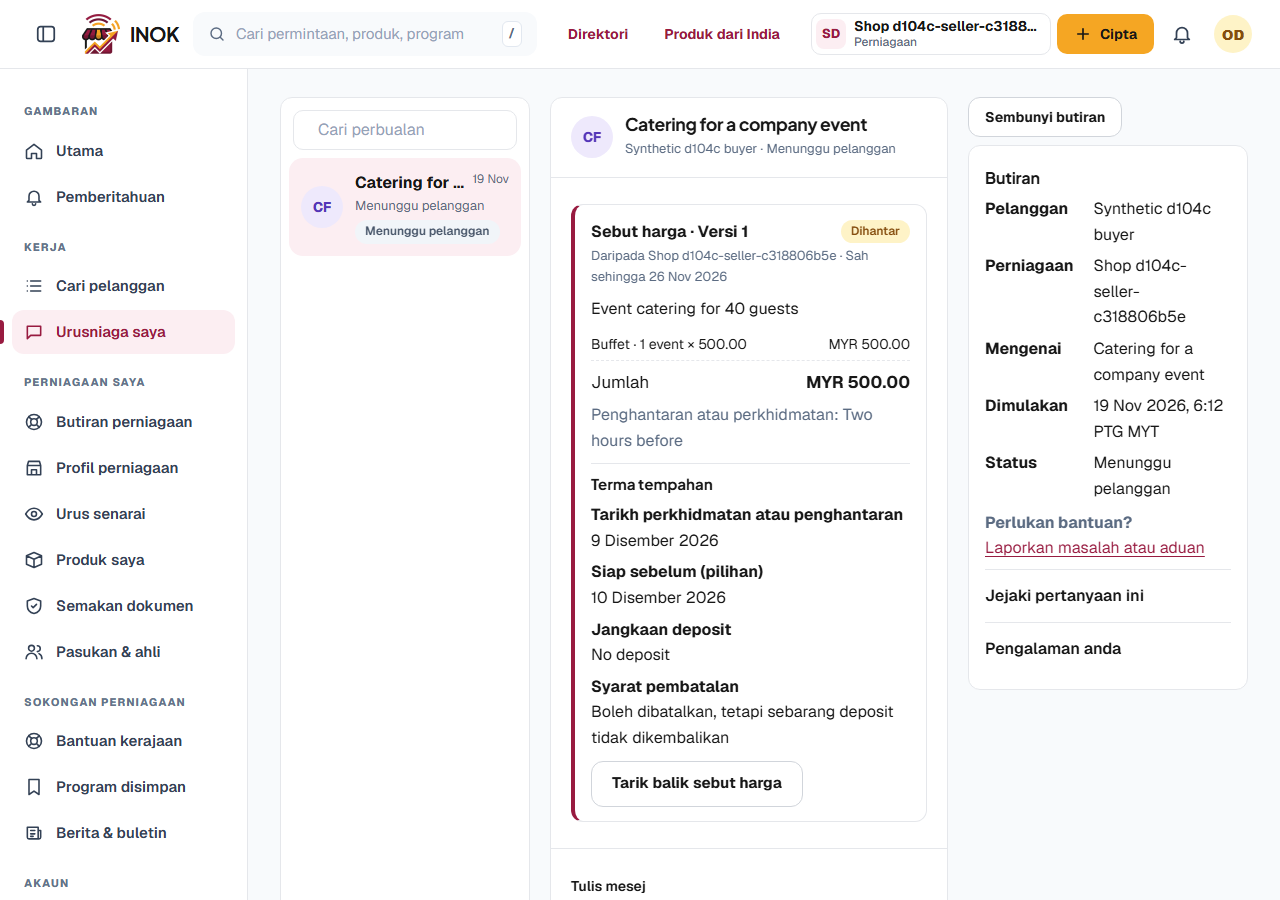 INOK
Cari permintaan, produk, program
/
Direktori
Produk dari India
SD
Shop d104c-seller-c3188...
Perniagaan
Cipta
OD
GAMBARAN
Utama
Pemberitahuan
KERJA
Cari pelanggan
Urusniaga saya
PERNIAGAAN SAYA
Butiran perniagaan
Profil perniagaan
Urus senarai
Produk saya
Semakan dokumen
Pasukan & ahli
SOKONGAN PERNIAGAAN
Bantuan kerajaan
Program disimpan
Berita & buletin
AKAUN
Cari perbualan
CF
Catering for ...
19 Nov
Menunggu pelanggan
Menunggu pelanggan
CF
Catering for a company event
Synthetic d104c buyer · Menunggu pelanggan
Sebut harga · Versi 1
Dihantar
Daripada Shop d104c-seller-c318806b5e · Sah
sehingga 26 Nov 2026
Event catering for 40 guests
Buffet · 1 event × 500.00
MYR 500.00
Jumlah
MYR 500.00
Penghantaran atau perkhidmatan: Two
hours before
Terma tempahan
Tarikh perkhidmatan atau penghantaran
9 Disember 2026
Siap sebelum (pilihan)
10 Disember 2026
Jangkaan deposit
No deposit
Syarat pembatalan
Boleh dibatalkan, tetapi sebarang deposit
tidak dikembalikan
Tarik balik sebut harga
Tulis mesej
Sembunyi butiran
Butiran
Pelanggan
Synthetic d104c
buyer
Perniagaan
Shop d104c-
seller-
c318806b5e
Mengenai
Catering for a
company event
Dimulakan
19 Nov 2026, 6:12
PTG MYT
Status
Menunggu
pelanggan
Perlukan bantuan?
Laporkan masalah atau aduan
Jejaki pertanyaan ini
Pengalaman anda